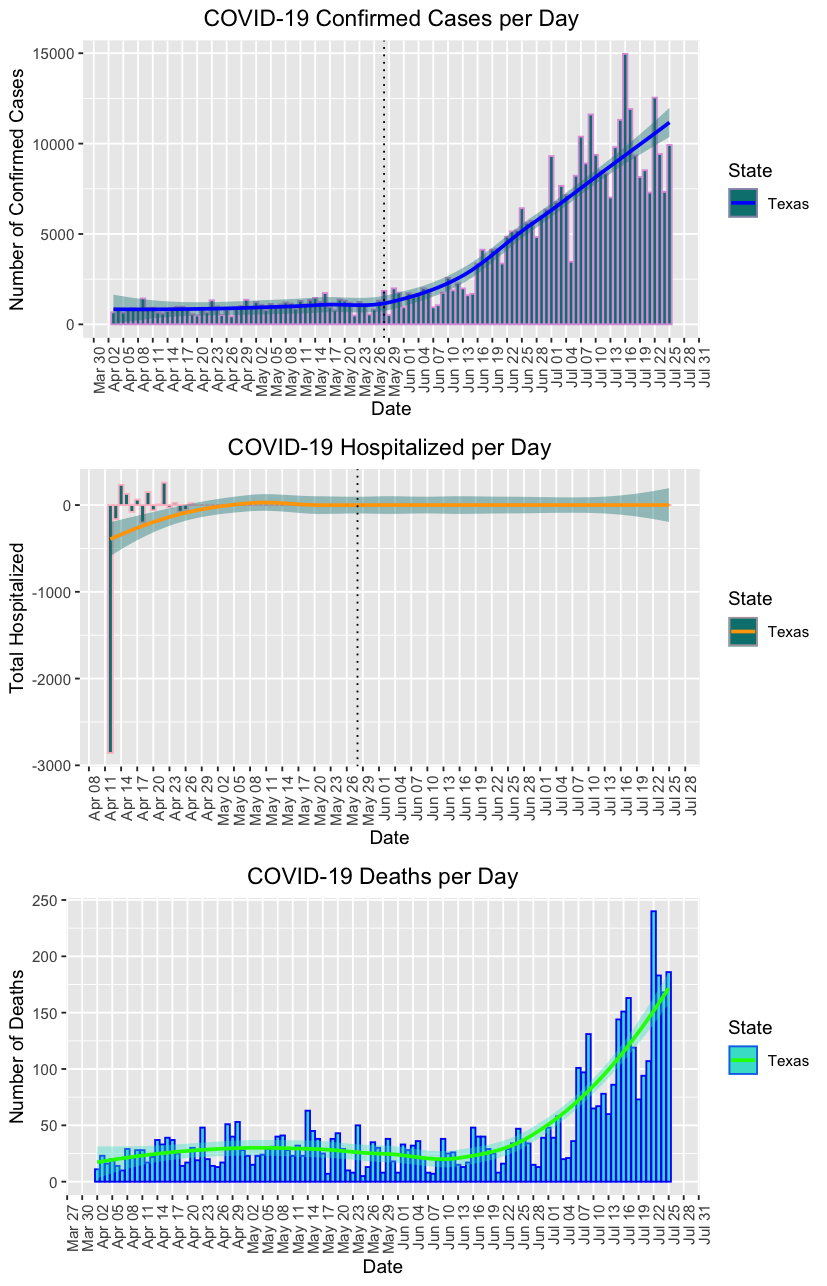 COVID-19 Confirmed Cases per Day
Number of Confirmed Cases
15000
10000
5000
0
Mar 30
Apr 02
Apr 05
Apr 08
Apr 11
Apr 14
Apr 17
Apr 20
Apr 23
Apr 26
Apr 29
May 02
May 05
May 08
May 11
May 14
May 17
May 20
May 23
May 26
May 29
Jun 01
Jun 04
Jun 07
Jun 10
Jun 13
Jun 16
Jun 19
Jun 22
Jun 25
Jun 28
Jul 01
Jul 04
Jul 07
Jul 10
Jul 13
Jul 16
Jul 19
Jul 22
Jul 25
Jul 28
Jul 31
Date
State
Texas
COVID-19 Hospitalized per Day
Total Hospitalized
0
-1000
-2000
-3000
Apr 08
Apr 11
Apr 14
Apr 17
Apr 20
Apr 23
Apr 26
Apr 29
May 02
May 05
May 08
May 11
May 14
May 17
May 20
May 23
May 26
May 29
Jun 01
Jun 04
Jun 07
Jun 10
Jun 13
Jun 16
Jun 19
Jun 22
Jun 25
Jun 28
Jul 01
Jul 04
Jul 07
Jul 10
Jul 13
Jul 16
Jul 19
Jul 22
Jul 25
Jul 28
Date
State
Texas
COVID-19 Deaths per Day
Number of Deaths
250
200
150
100
50
0
Mar 27
Mar 30
Apr 02
Apr 05
Apr 08
Apr 11
Apr 14
Apr 17
Apr 20
Apr 23
Apr 26
Apr 29
May 02
May 05
May 08
May 11
May 14
May 17
May 20
May 23
May 26
May 29
Jun 01
Jun 04
Jun 07
Jun 10
Jun 13
Jun 16
Jun 19
Jun 22
Jun 25
Jun 28
Jul 01
Jul 04
Jul 07
Jul 10
Jul 13
Jul 16
Jul 19
Jul 22
Jul 25
Jul 28
Jul 31
Date
State
Texas